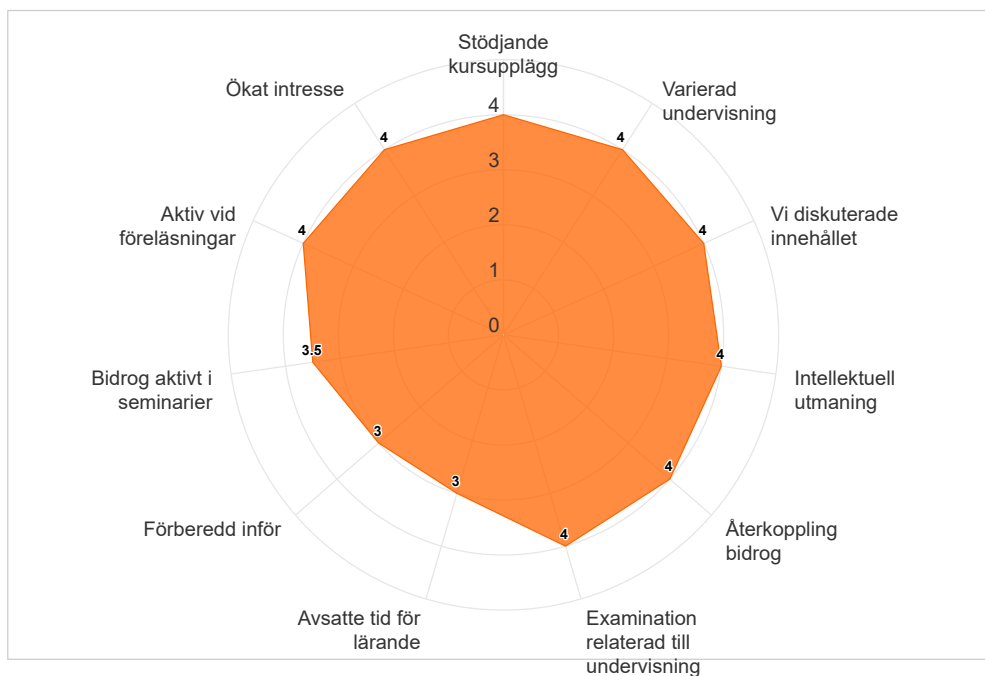 Stödjande
kursupplägg
Ökat intresse
Varierad
undervisning
4
4
4
3
Aktiv vid
föreläsningar
4
2
4
Vi diskuterade
innehållet
1
0
3.5
4
Bidrog aktivt i
seminarier
Intellektuell
utmaning
3
4
3
Förberedd inför
4
Återkoppling
bidrog
Avsatte tid för
lärande
Examination
relaterad till
undervisning